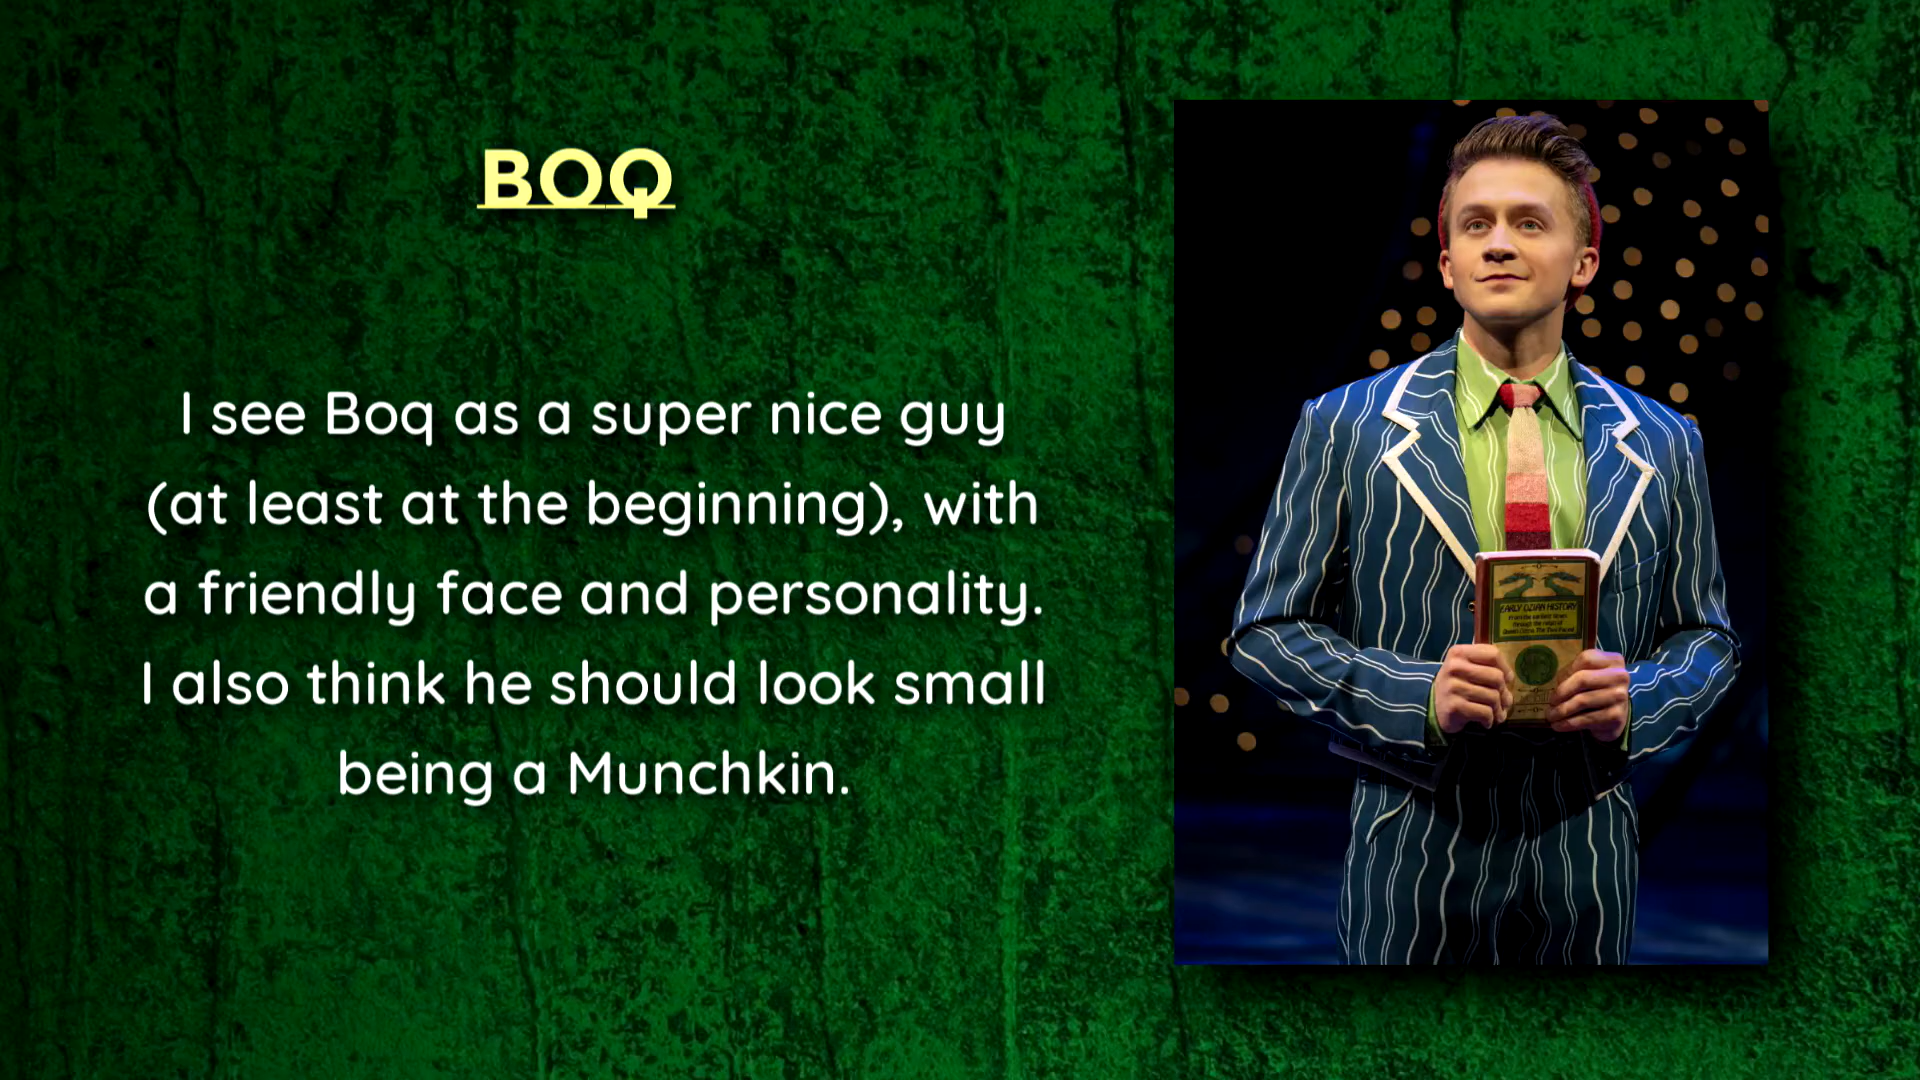 BOQ
I see Boq as a super nice guy
(at least at the beginning), with
a friendly face and personality.
I also think he should look small
being a Munchkin.
EARLY OZIAN HISTORY